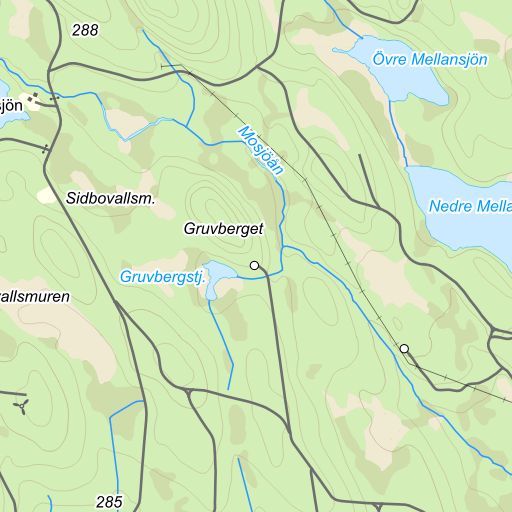 288
Övre Mellansjön
sjön
Mosjöån
Sidbovallsm.
Nedre Mella
Gruvberget
Gruvbergstj.
vallsmuren
285